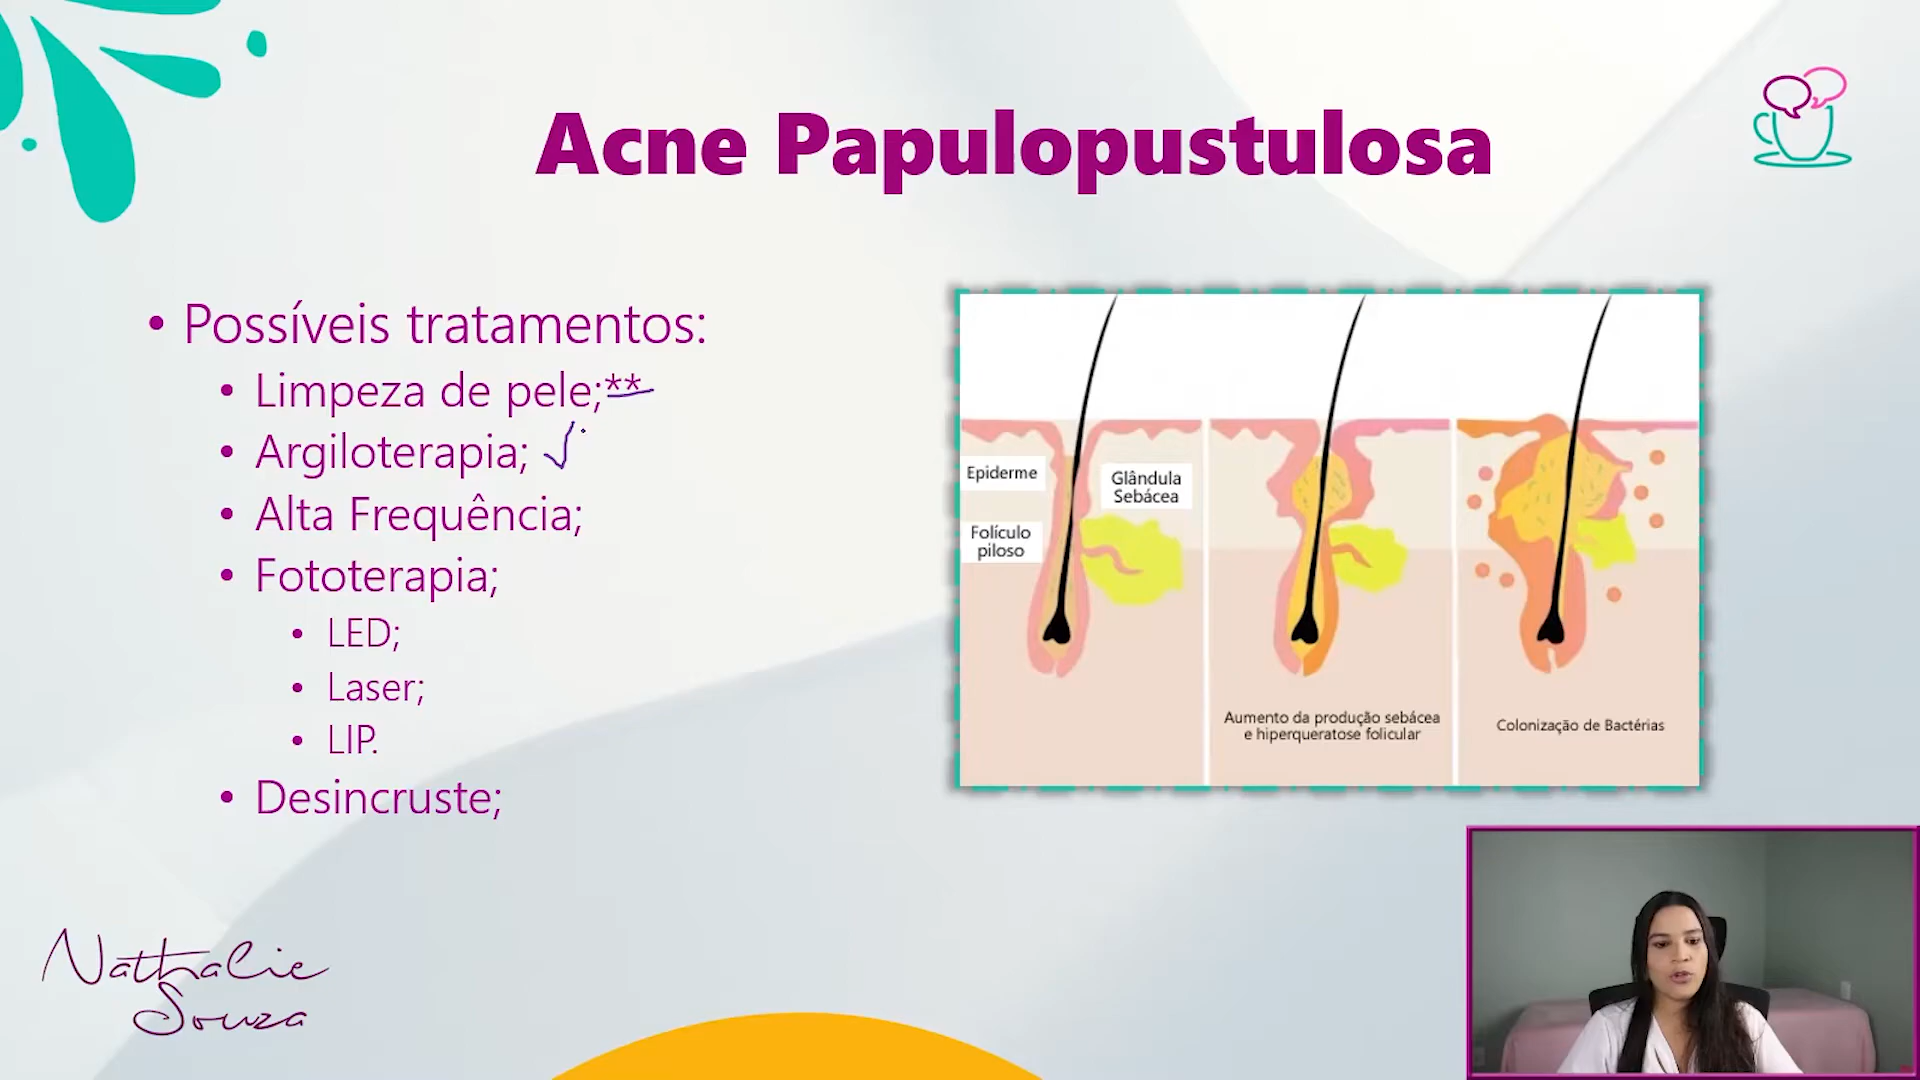 Acne Papulopustulosa
• Possíveis tratamentos:
• Limpeza de pele;**
• Argiloterapia;
• Alta Frequência;
• Fototerapia;
• LED;
• Laser;
• LIP.
• Desincruste;
Epiderme
Glândula
Sebácea
Folículo
piloso
Aumento da produção sebácea
e hiperqueratose folicular
Colonização de Bactérias
Nathalie
Souza